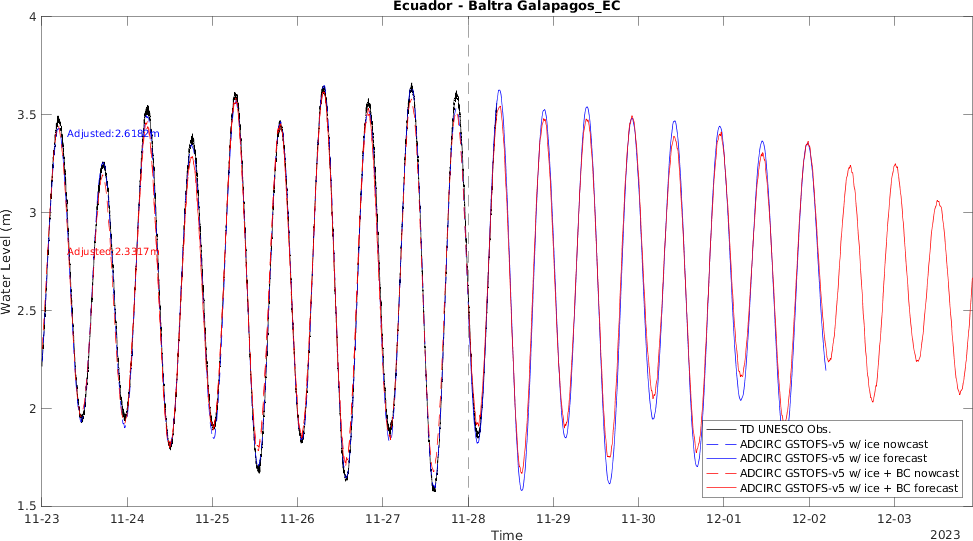 Ecuador - Baltra Galapagos_EC
4
3.5
3
2.5
2
1.5
Water Level (m)
Adjusted:2.6182m
Adjusted:2.3317m
TD UNESCO Obs.
ADCIRC GSTOFS-v5 w/ ice nowcast
ADCIRC GSTOFS-v5 w/ ice forecast
ADCIRC GSTOFS-v5 w/ ice + BC nowcast
ADCIRC GSTOFS-v5 w/ ice + BC forecast
11-23 11-24 11-25 11-26 11-27 11-28 11-29 11-30 12-01 12-02 12-03
Time
2023